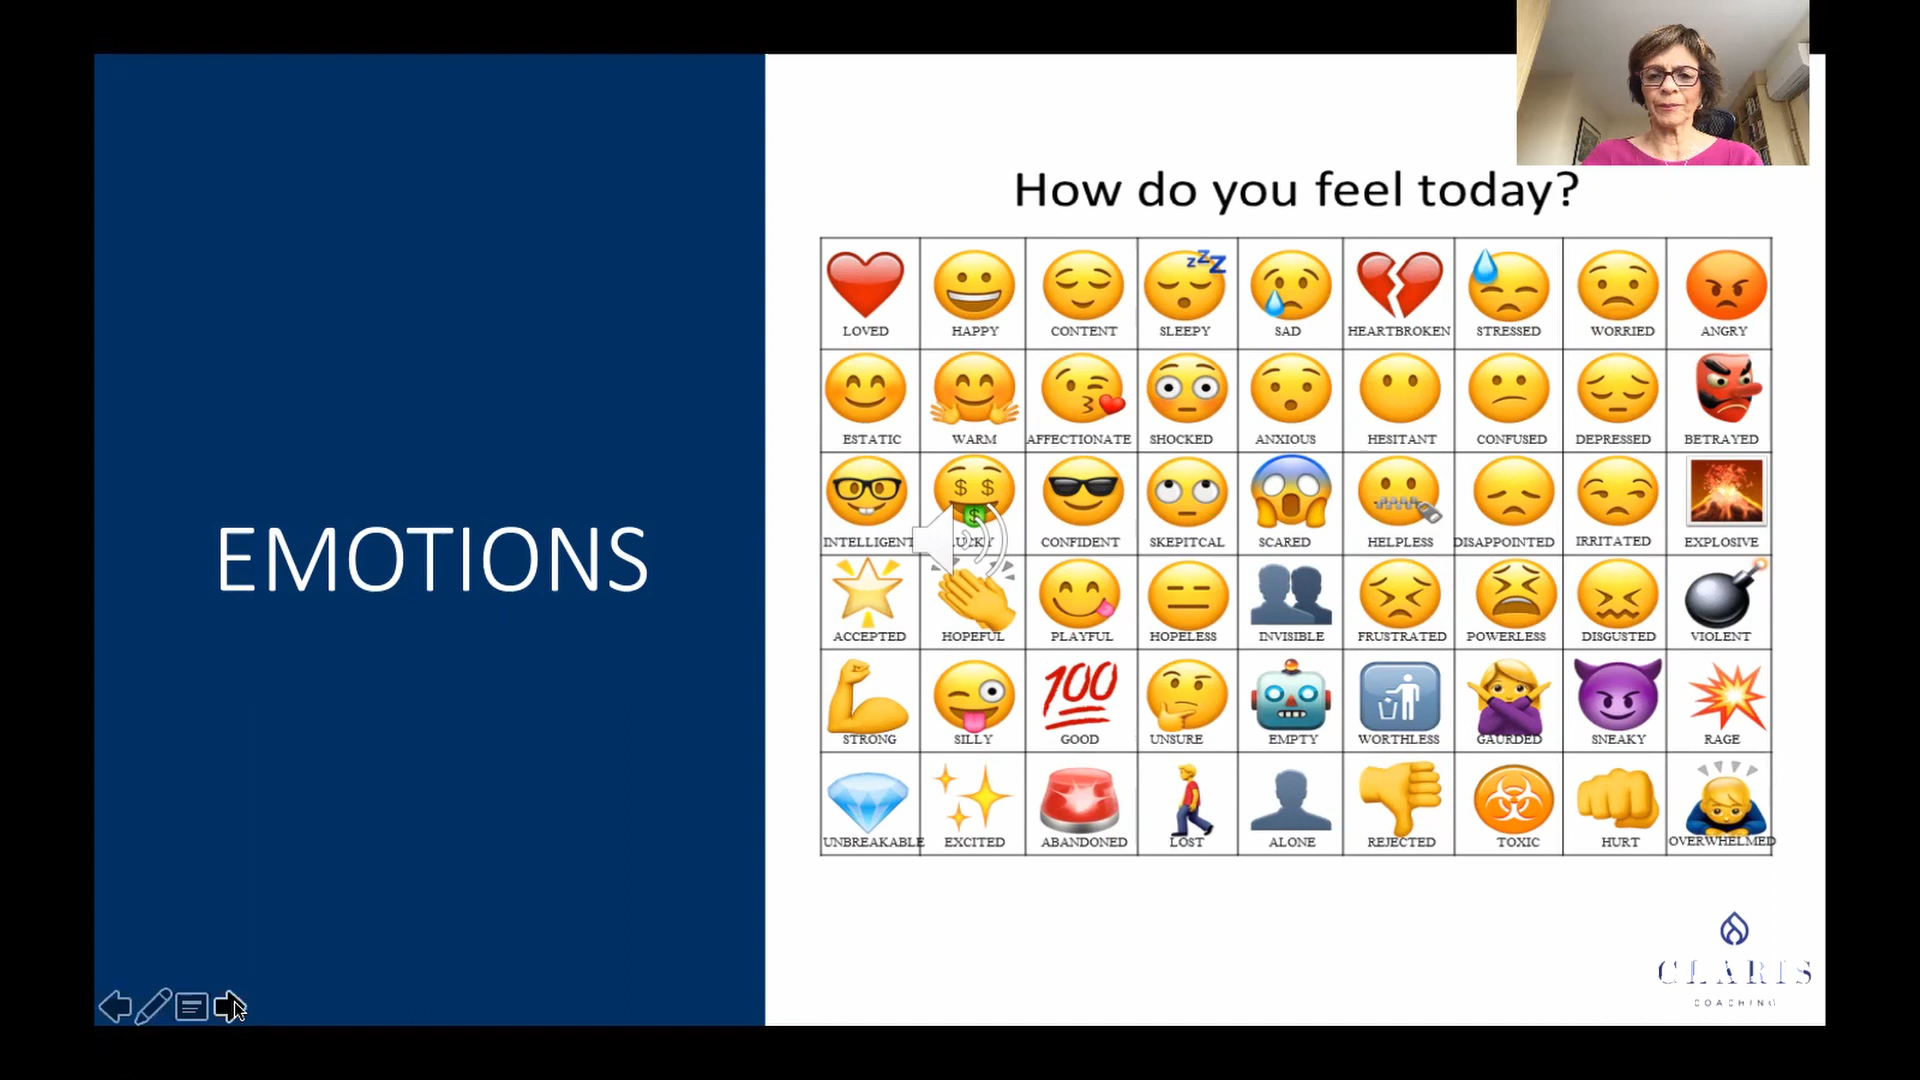 EMOTIONS
How do you feel today?
LOVED HAPPY CONTENT SLEEPY SAD HEARTBROKEN STRESSED WORRIED ANGRY
ESTATIC WARM AFFECTIONATE SHOCKED ANXIOUS HESITANT CONFUSED DEPRESSED BETRAYED
INTELLIGENT LUCKY CONFIDENT SKEPITCAL SCARED HELPLESS DISAPPOINTED IRRITATED EXPLOSIVE
ACCEPTED HOPEFUL PLAYFUL HOPELESS INVISIBLE FRUSTRATED POWERLESS DISGUSTED VIOLENT
STRONG SILLY 100 GOOD UNSURE EMPTY WORTHLESS GAURDED SNEAKY RAGE
UNBREAKABLE EXCITED ABANDONED LOST ALONE REJECTED TOXIC HURT OVERWHELMED
CLARIS
COACHING